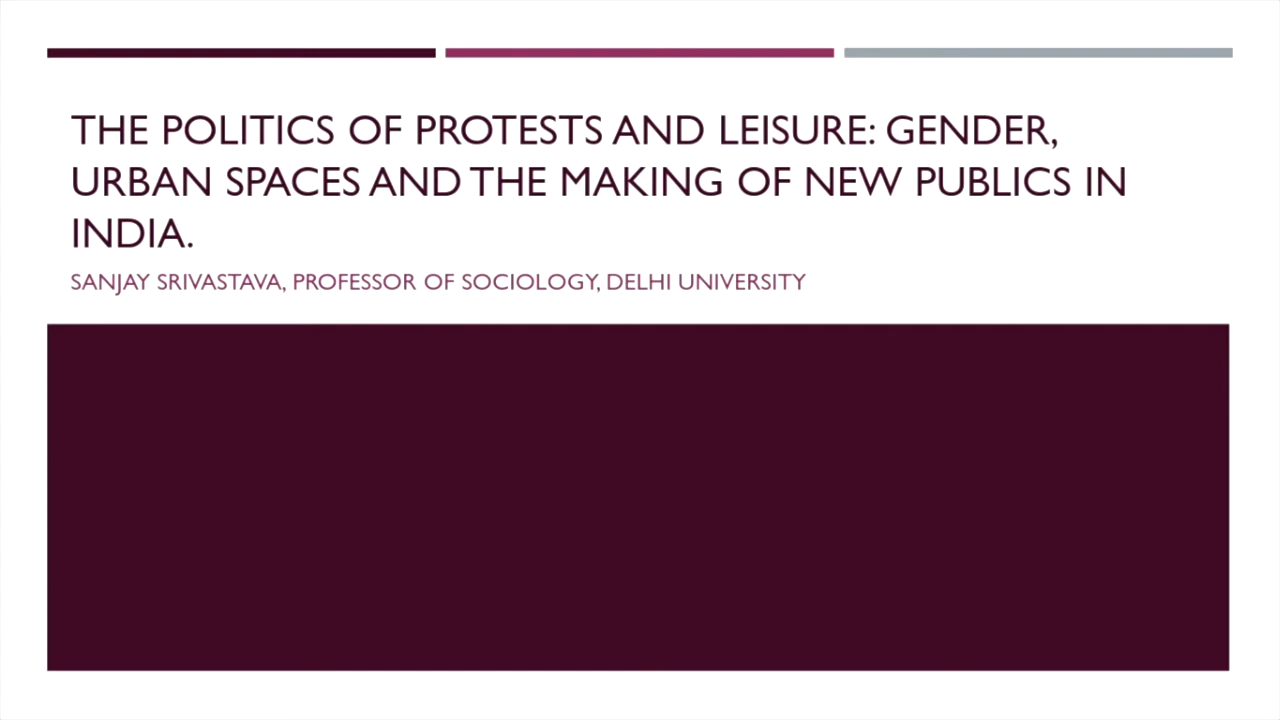 THE POLITICS OF PROTESTS AND LEISURE: GENDER,
URBAN SPACES AND THE MAKING OF NEW PUBLICS IN
INDIA.
SANJAY SRIVASTAVA, PROFESSOR OF SOCIOLOGY, DELHI UNIVERSITY